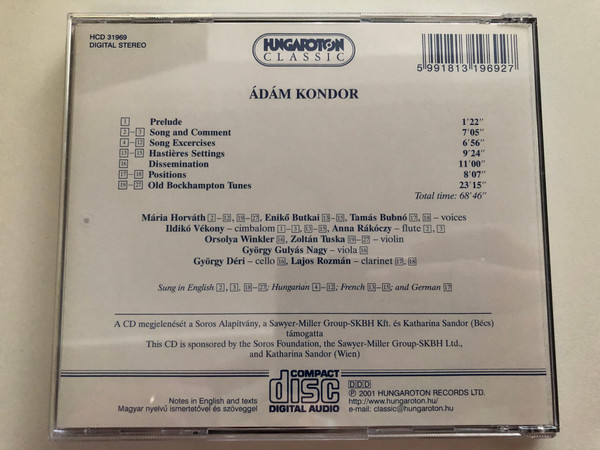 HCD 31969
DIGITAL STEREO
HUNGAROTON
CLASSIC
5 991813 196927
ÁDÁM KONDOR
1 Prelude 1'22"
2–3 Song and Comment 7'05"
4–12 Song Excercises 6'56"
13–15 Hastières Settings 9'24"
16 Dissemination 11'00"
17–18 Positions 8'07"
19–27 Old Bockhampton Tunes 23'15"
Total time: 68'46"
Mária Horváth 2–12, 19–27, Enikő Butkai 13–15, Tamás Bubnó 17, 18 – voices
Ildikó Vékony – cimbalom 1–3, 13–15, Anna Rákóczy – flute 2, 3
Orsolya Winkler 16, Zoltán Tuska 19–27 – violin
György Gulyás Nagy – viola 16
György Déri – cello 16, Lajos Rozmán – clarinet 17, 18
Sung in English 2, 3, 18–27; Hungarian 4–12; French 13–15; and German 17
A CD megjelenését a Soros Alapítvány, a Sawyer-Miller Group-SKBH Kft. és Katharina Sandor (Bécs)
támogatta
This CD is sponsored by the Soros Foundation, the Sawyer-Miller Group-SKBH Ltd.,
and Katharina Sandor (Wien)
Notes in English and texts
Magyar nyelvű ismertetővel és szöveggel
COMPACT
disc
DIGITAL AUDIO
DDD
℗ 2001 HUNGAROTON RECORDS LTD.
http://www.hungaroton.hu/
e-mail: classic@hungaroton.hu